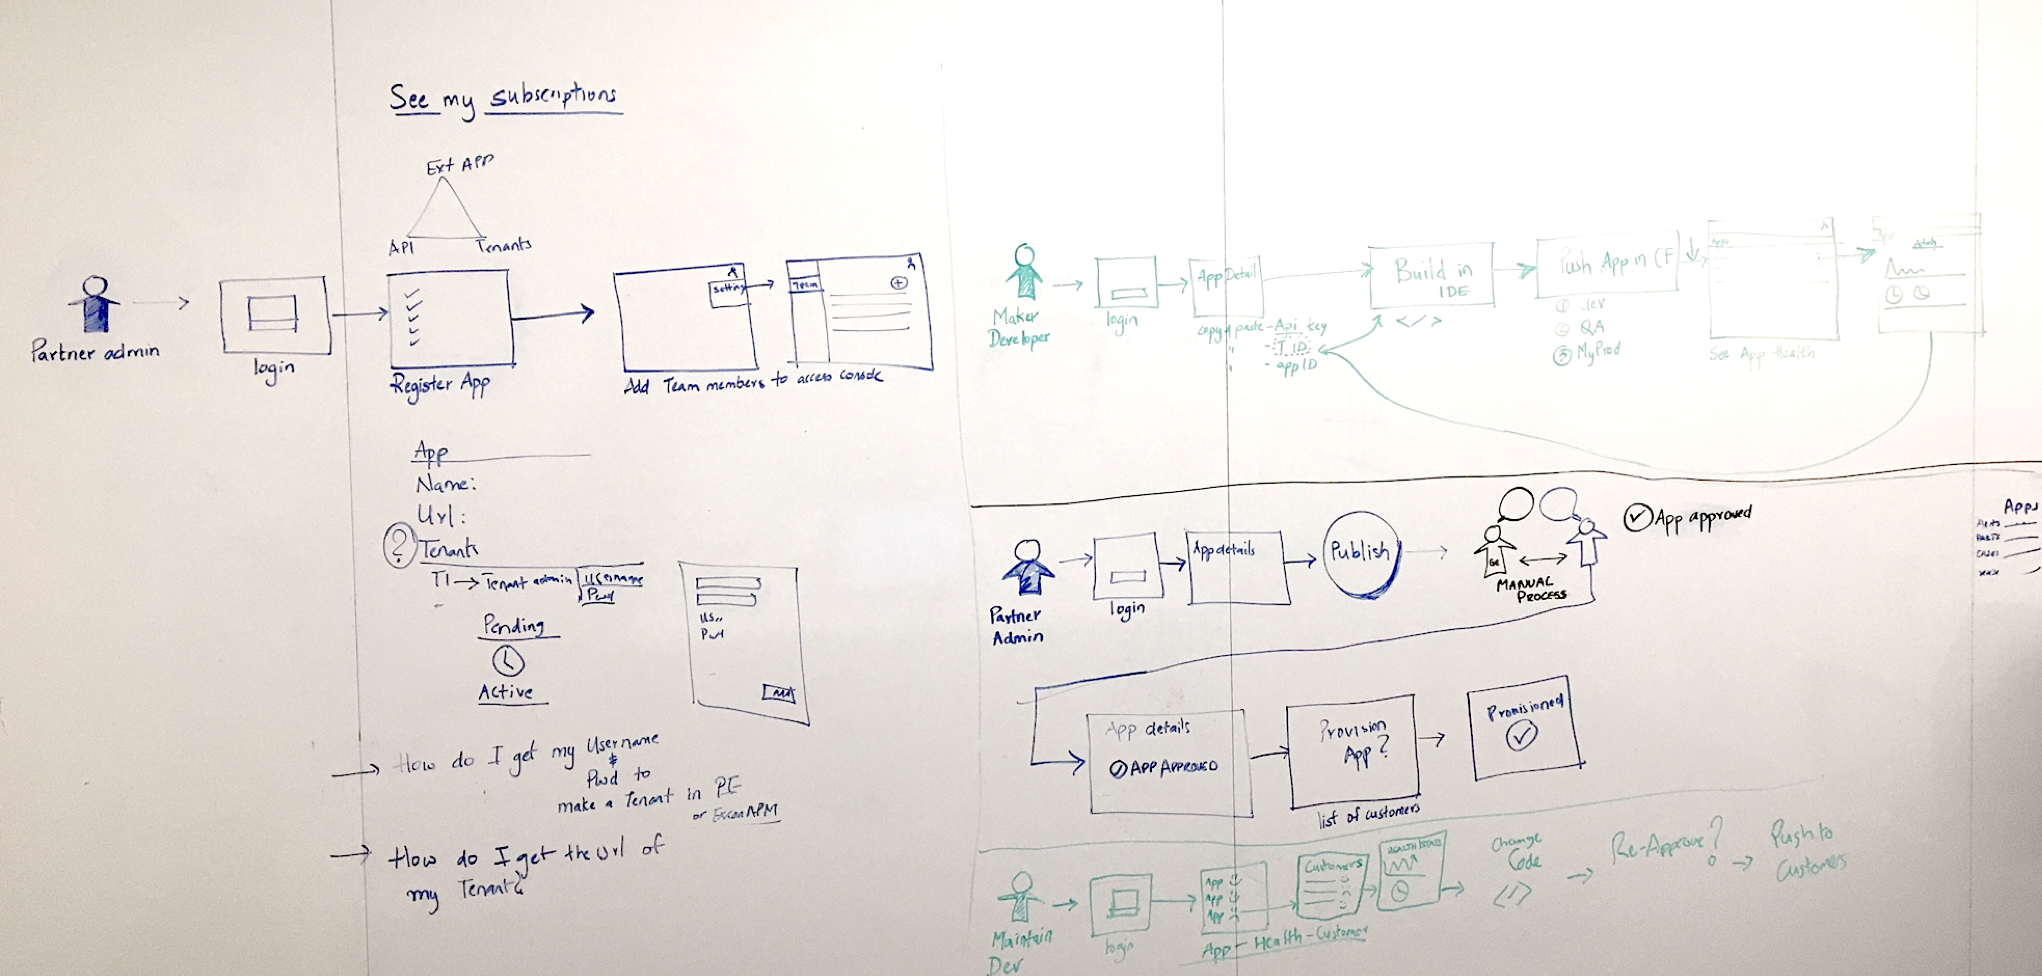 See my subscriptions
Ext APP
API
Tenants
Partner admin
login
Register App
Setting
Team
Add Team members to access console
App
Name:
Url:
?
Tenants
T1 → Tenant admin
Username
Pwd
Pending
Active
Us..
Pwd
Add
→ How do I get my Username
&
Pwd to
make a Tenant in PE
→ How do I get the url of
my Tenant?
Maker
Developer
login
App Detail
copy & paste - Api key
" - T ID
" - app ID
Build in
IDE
</>
Push App in CF
① dev
② QA
③ MyProd
Apps
See App Health
Partner
Admin
login
App details
Publish
GE
MANUAL
PROCESS
App approved
Apps
App details
APP APPROVED
Provision
App?
list of customers
Provisioned
Maintain
Dev
login
App
App
App
App - Health - Customer
Customers
HEALTH STATS
Change
Code
</>
Re-Approve?
Push to
Customers